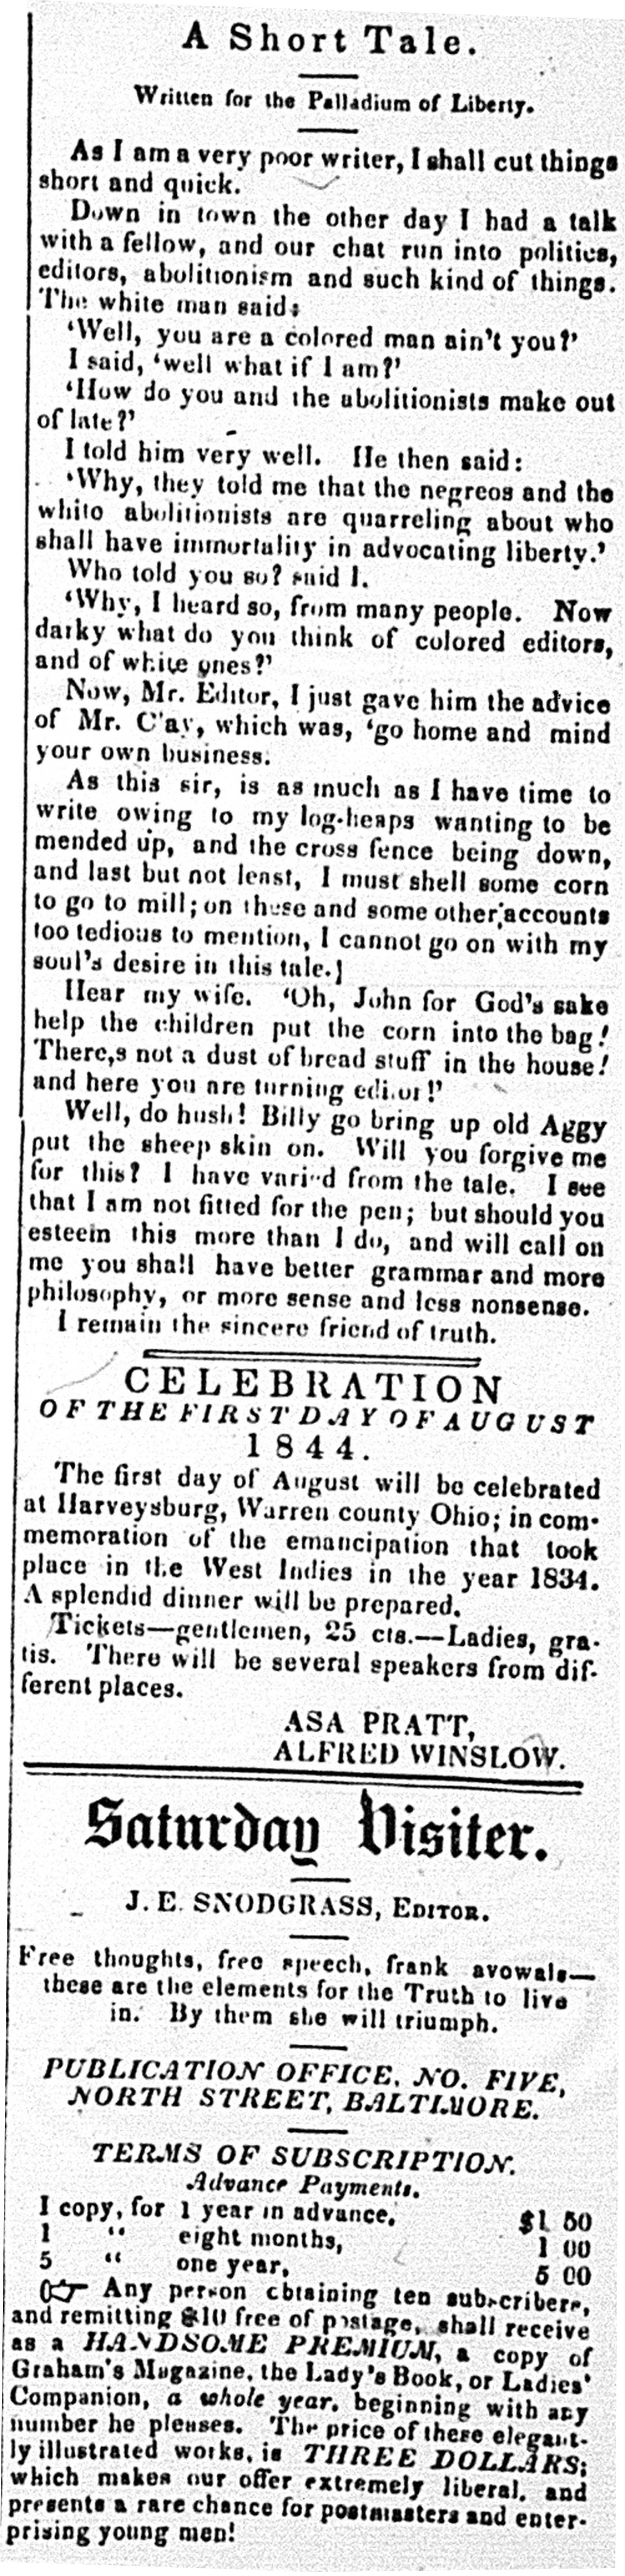 A Short Tale.
Written for the Palladium of Liberty.
As I am a very poor writer, I shall cut things
short and quick.
Down in town the other day I had a talk
with a fellow, and our chat run into politics,
editors, abolitionism and such kind of things.
The white man said;
'Well, you are a colored man ain't you?'
I said, 'well what if I am?'
'How do you and the abolitionists make out
of late?'
I told him very well. He then said:
'Why, they told me that the negreos and the
white abolitionists are quarreling about who
shall have immortality in advocating liberty.'
Who told you so? said I.
'Why, I heard so, from many people. Now
darky what do you think of colored editors,
and of white ones?'
Now, Mr. Editor, I just gave him the advice
of Mr. C'ay, which was, 'go home and mind
your own business.
As this sir, is as much as I have time to
write owing to my log-heaps wanting to be
mended up, and the cross fence being down,
and last but not least, I must shell some corn
to go to mill; on these and some other accounts
too tedious to mention, I cannot go on with my
soul's desire in this tale.]
Hear my wife. 'Oh, John for God's sake
help the children put the corn into the bag!
There,s not a dust of bread stuff in the house!
and here you are turning editor!'
Well, do hush! Billy go bring up old Aggy
put the sheep skin on. Will you forgive me
for this? I have varied from the tale. I see
that I am not fitted for the pen; but should you
esteem this more than I do, and will call on
me you shall have better grammar and more
philosophy, or more sense and less nonsense.
I remain the sincere friend of truth.
CELEBRATION
OF THE FIRST DAY OF AUGUST
1844.
The first day of August will be celebrated
at Harveysburg, Warren county Ohio; in com-
memoration of the emancipation that took
place in the West Indies in the year 1834.
A splendid dinner will be prepared.
Tickets—gentlemen, 25 cts.—Ladies, gra-
tis. There will be several speakers from dif-
ferent places.
ASA PRATT,
ALFRED WINSLOW.
Saturday Visiter.
J. E. SNODGRASS, EDITOR.
Free thoughts, free speech, frank avowals—
these are the elements for the Truth to live
in. By them she will triumph.
PUBLICATION OFFICE, NO. FIVE,
NORTH STREET, BALTIMORE.
TERMS OF SUBSCRIPTION.
Advance Payments.
1 copy, for 1 year in advance, $1 50
1 " eight months, 1 00
5 " one year, 5 00
☞ Any person obtaining ten subscribers,
and remitting $10 free of postage, shall receive
as a HANDSOME PREMIUM, a copy of
Graham's Magazine, the Lady's Book, or Ladies'
Companion, a whole year, beginning with any
number he pleases. The price of these elegant-
ly illustrated works, is THREE DOLLARS;
which makes our offer extremely liberal, and
presents a rare chance for postmasters and enter-
prising young men!